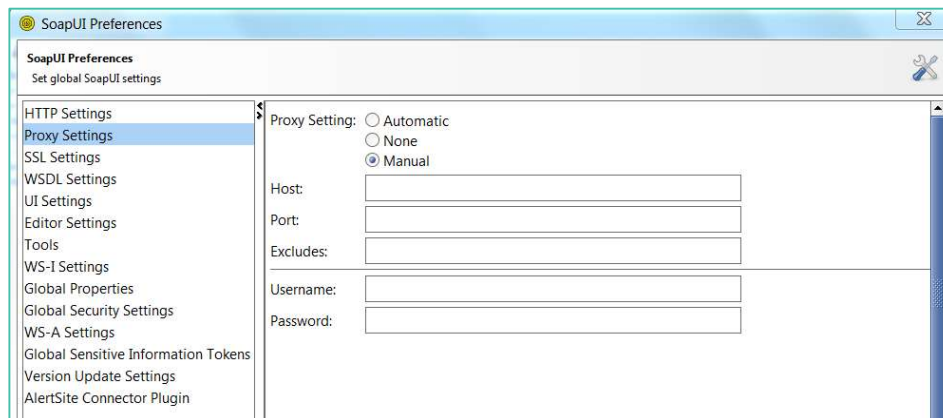 SoapUI Preferences
SoapUI Preferences
Set global SoapUI settings
HTTP Settings
Proxy Settings
SSL Settings
WSDL Settings
UI Settings
Editor Settings
Tools
WS-I Settings
Global Properties
Global Security Settings
WS-A Settings
Global Sensitive Information Tokens
Version Update Settings
AlertSite Connector Plugin
Proxy Setting: Automatic
None
Manual
Host:
Port:
Excludes:
Username:
Password: